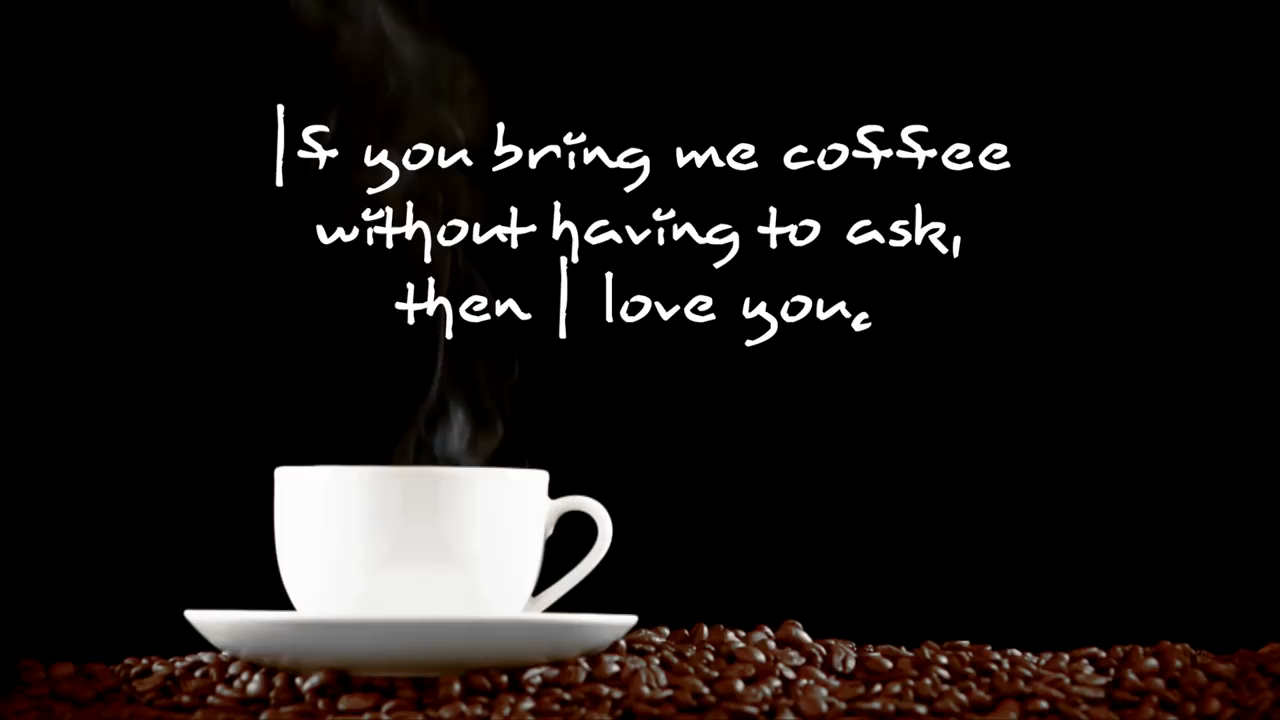 If you bring me coffee
without having to ask,
then I love you.